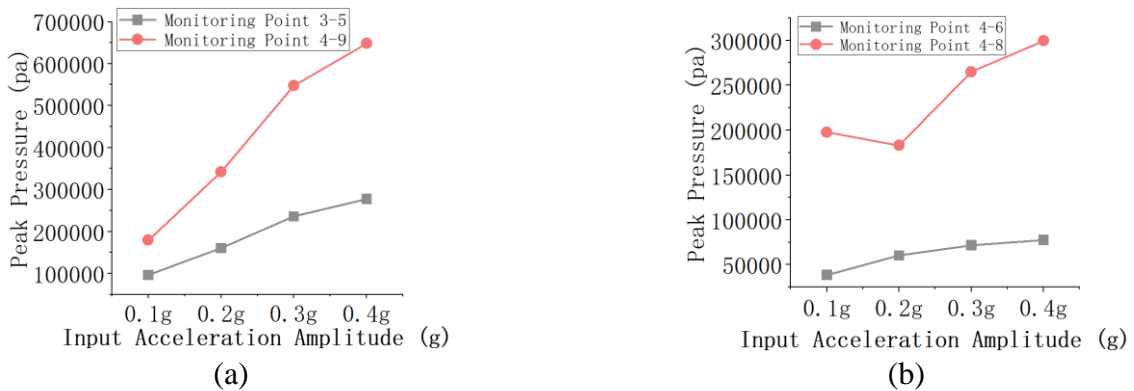 Monitoring Point 3-5
Monitoring Point 4-9
700000
600000
500000
400000
300000
200000
100000
Peak Pressure (pa)
0.1g 0.2g 0.3g 0.4g
Input Acceleration Amplitude (g)
(a)
Monitoring Point 4-6
Monitoring Point 4-8
300000
250000
200000
150000
100000
50000
Peak Pressure (pa)
0.1g 0.2g 0.3g 0.4g
Input Acceleration Amplitude (g)
(b)